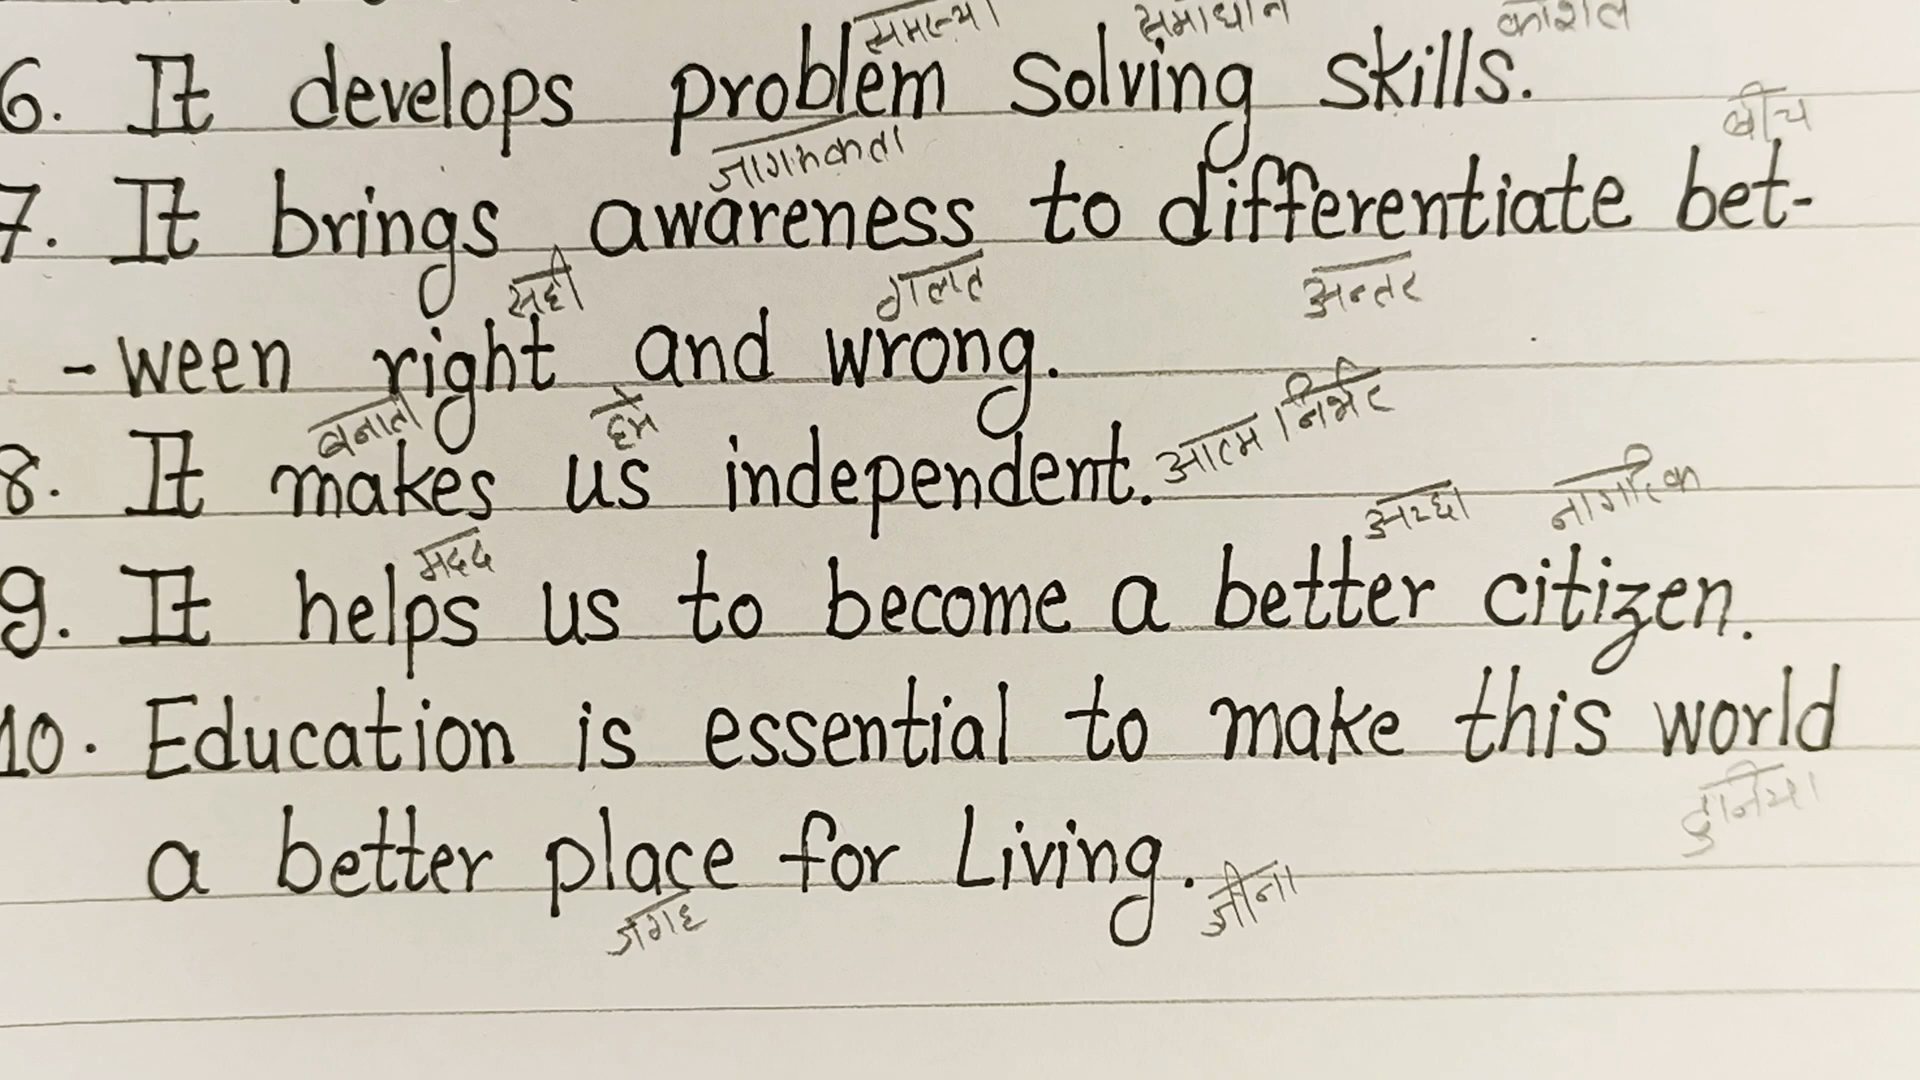 समस्या समाधान कौशल
6. It develops problem solving skills.
जागरूकता बीच
7. It brings awareness to differentiate bet-
सही गलत अन्तर
-ween right and wrong.
बनाते हमे आत्म निर्भर
8. It makes us independent.
मदद अच्छा नागरिक
9. It helps us to become a better citizen.
10. Education is essential to make this world
दुनिया
a better place for Living.
जगह जीना